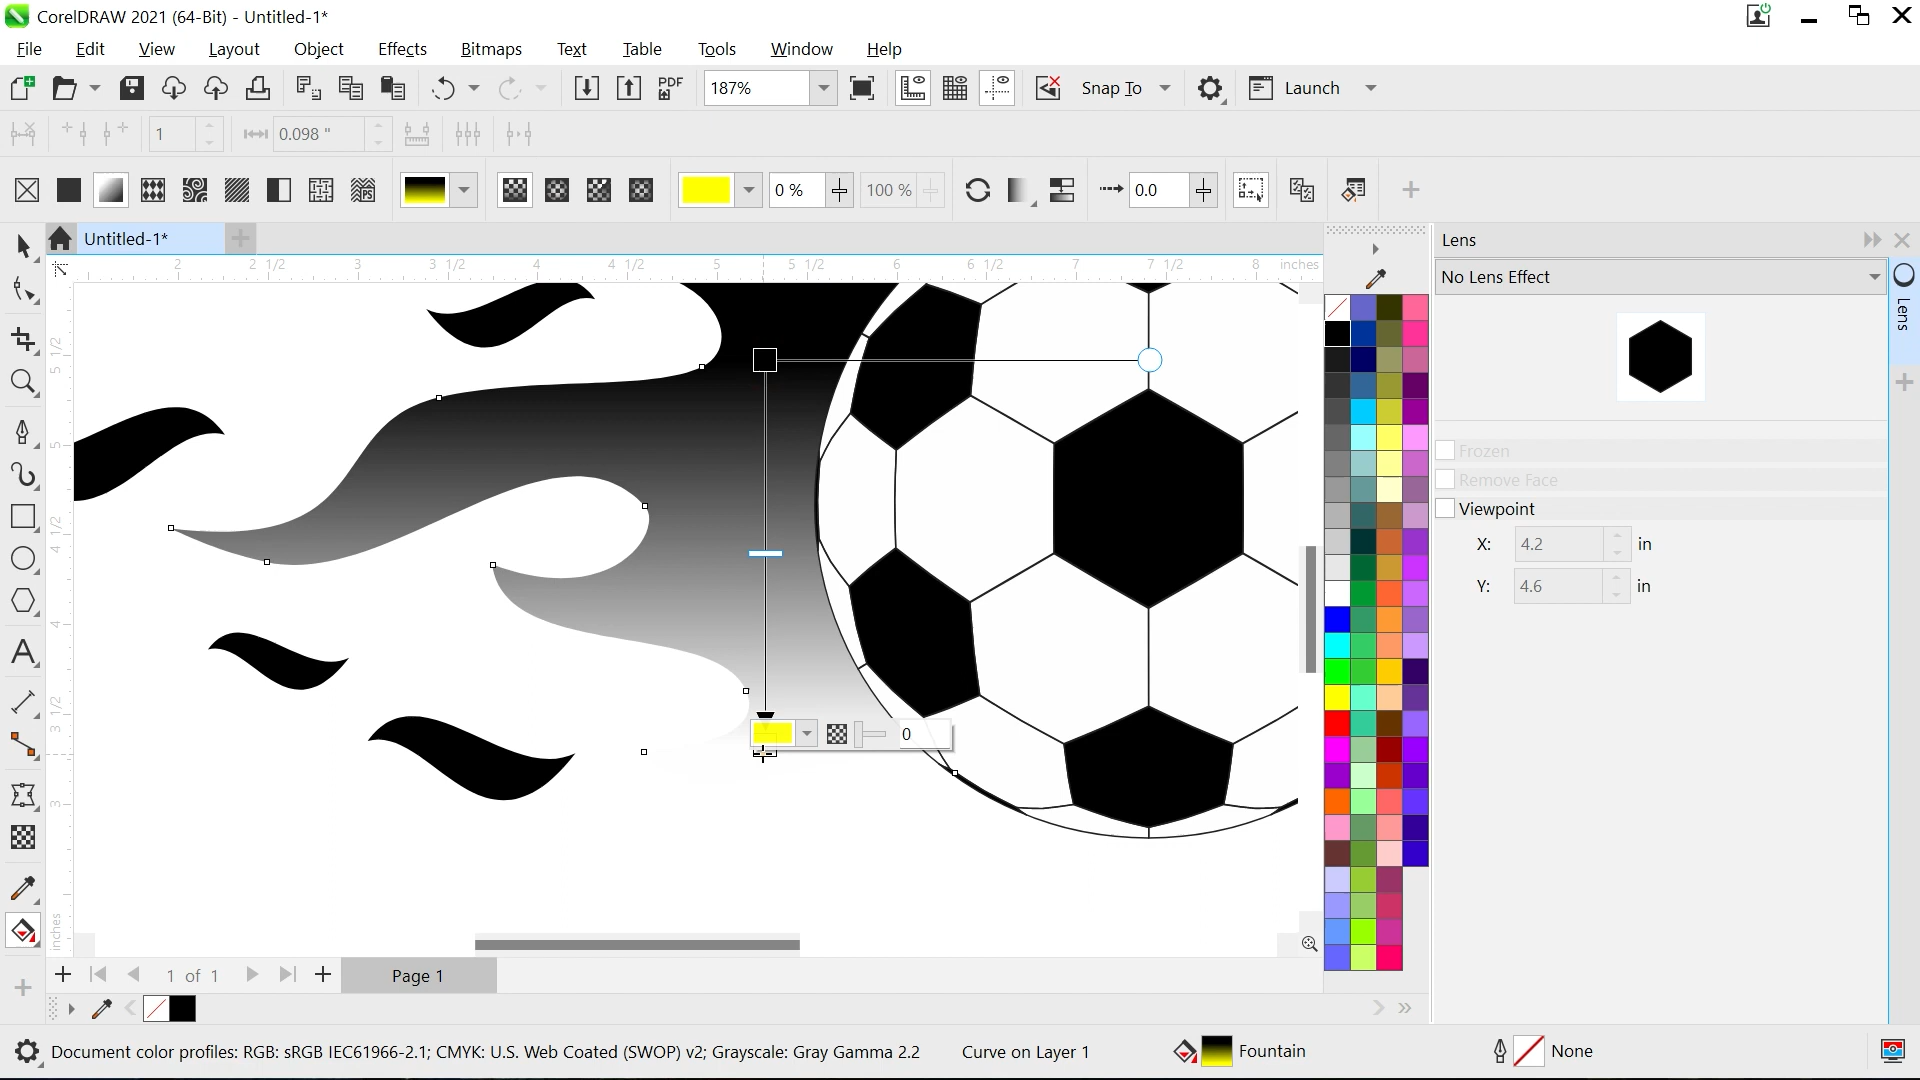 CorelDRAW 2021 (64-Bit) - Untitled-1*
File Edit View Layout Object Effects Bitmaps Text Table Tools Window Help
PDF 187% Snap To Launch
1 0.098 "
0 % 100 % 0.0
Untitled-1*
2 2 1/2 3 3 1/2 4 4 1/2 5 5 1/2 6 6 1/2 7 7 1/2 8 inches
5 1/2
5
4 1/2
4
3 1/2
3
inches
0
Lens
No Lens Effect
Lens
Frozen
Remove Face
Viewpoint
X: 4.2 in
Y: 4.6 in
1 of 1 Page 1
Document color profiles: RGB: sRGB IEC61966-2.1; CMYK: U.S. Web Coated (SWOP) v2; Grayscale: Gray Gamma 2.2 Curve on Layer 1 Fountain None